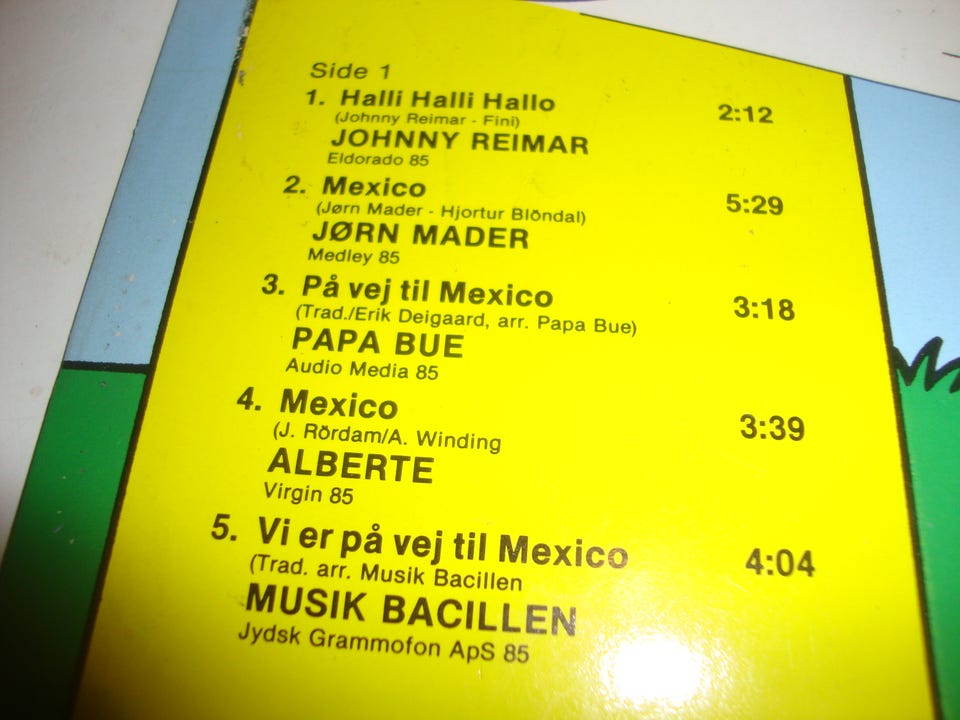 Side 1
1. Halli Halli Hallo 2:12
(Johnny Reimar - Fini)
JOHNNY REIMAR
Eldorado 85
2. Mexico 5:29
(Jørn Mader - Hjortur Blöndal)
JØRN MADER
Medley 85
3. På vej til Mexico 3:18
(Trad./Erik Deigaard, arr. Papa Bue)
PAPA BUE
Audio Media 85
4. Mexico 3:39
(J. Rördam/A. Winding
ALBERTE
Virgin 85
5. Vi er på vej til Mexico 4:04
(Trad. arr. Musik Bacillen
MUSIK BACILLEN
Jydsk Grammofon ApS 85